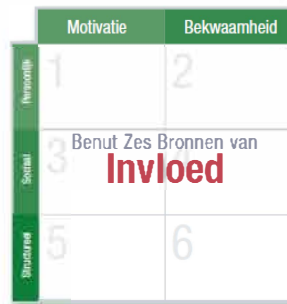 Motivatie Bekwaamheid
Persoonlijk 1 2
Benut Zes Bronnen van
Sociaal 3 Invloed
Structureel 5 6